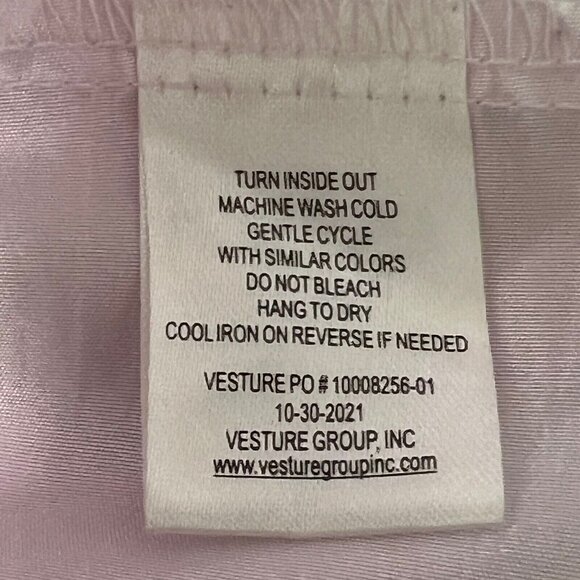 TURN INSIDE OUT
MACHINE WASH COLD
GENTLE CYCLE
WITH SIMILAR COLORS
DO NOT BLEACH
HANG TO DRY
COOL IRON ON REVERSE IF NEEDED
VESTURE PO # 10008256-01
10-30-2021
VESTURE GROUP, INC
www.vesturegroupinc.com